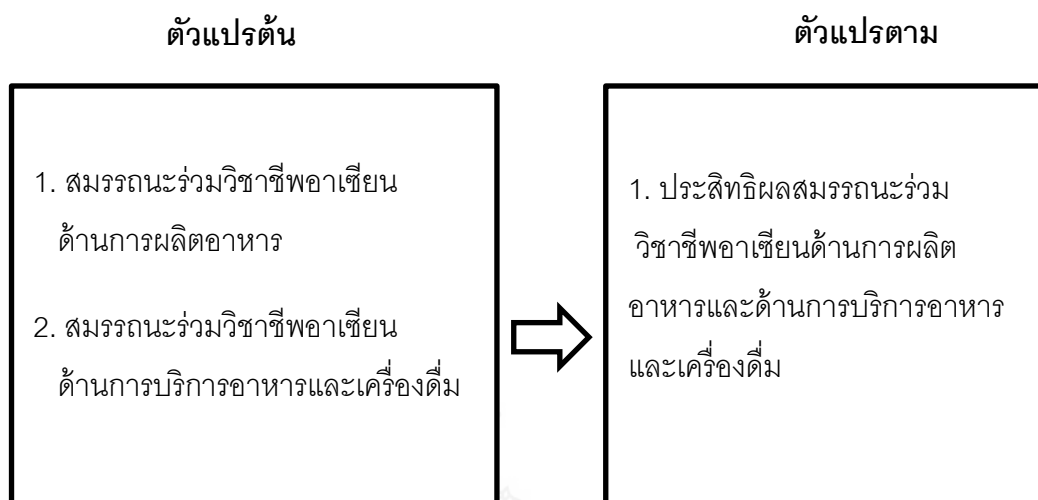 ตัวแปรต้น
ตัวแปรตาม
1. สมรรถนะร่วมวิชาชีพอาเซียน
ด้านการผลิตอาหาร
2. สมรรถนะร่วมวิชาชีพอาเซียน
ด้านการบริการอาหารและเครื่องดื่ม
1. ประสิทธิผลสมรรถนะร่วม
วิชาชีพอาเซียนด้านการผลิต
อาหารและด้านการบริการอาหาร
และเครื่องดื่ม